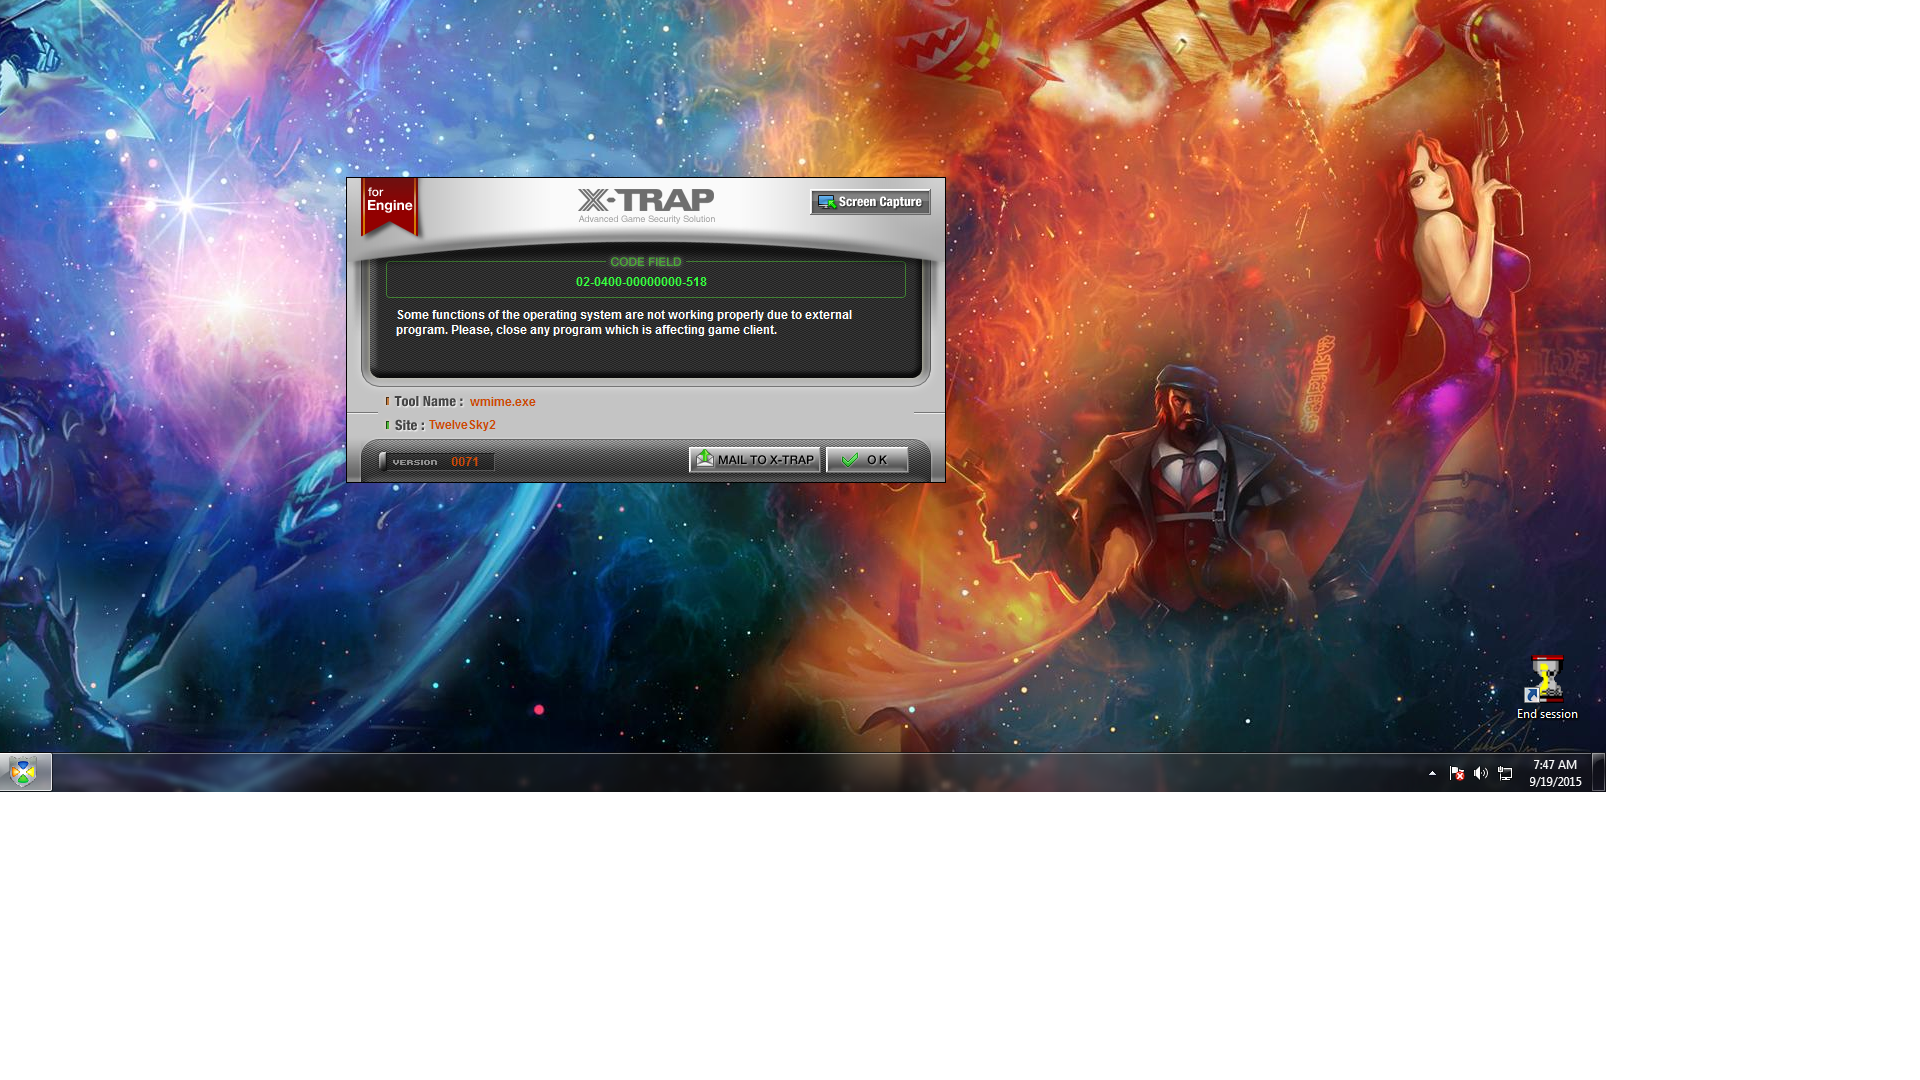 for
Engine
X-TRAP
Advanced Game Security Solution
Screen Capture
CODE FIELD
02-0400-00000000-518
Some functions of the operating system are not working properly due to external
program. Please, close any program which is affecting game client.
Tool Name : wmime.exe
Site : TwelveSky2
VERSION 0071
MAIL TO X-TRAP
OK
End session
7:47 AM
9/19/2015